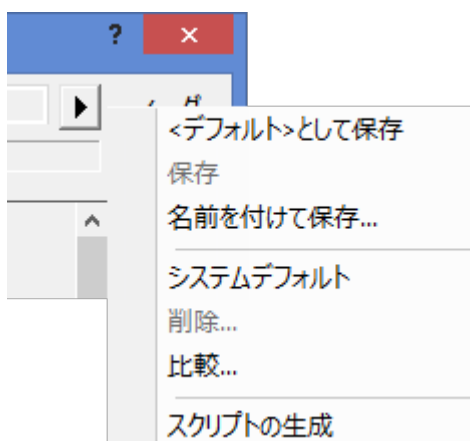 ?
<デフォルト>として保存
保存
名前を付けて保存...
システムデフォルト
削除...
比較...
スクリプトの生成